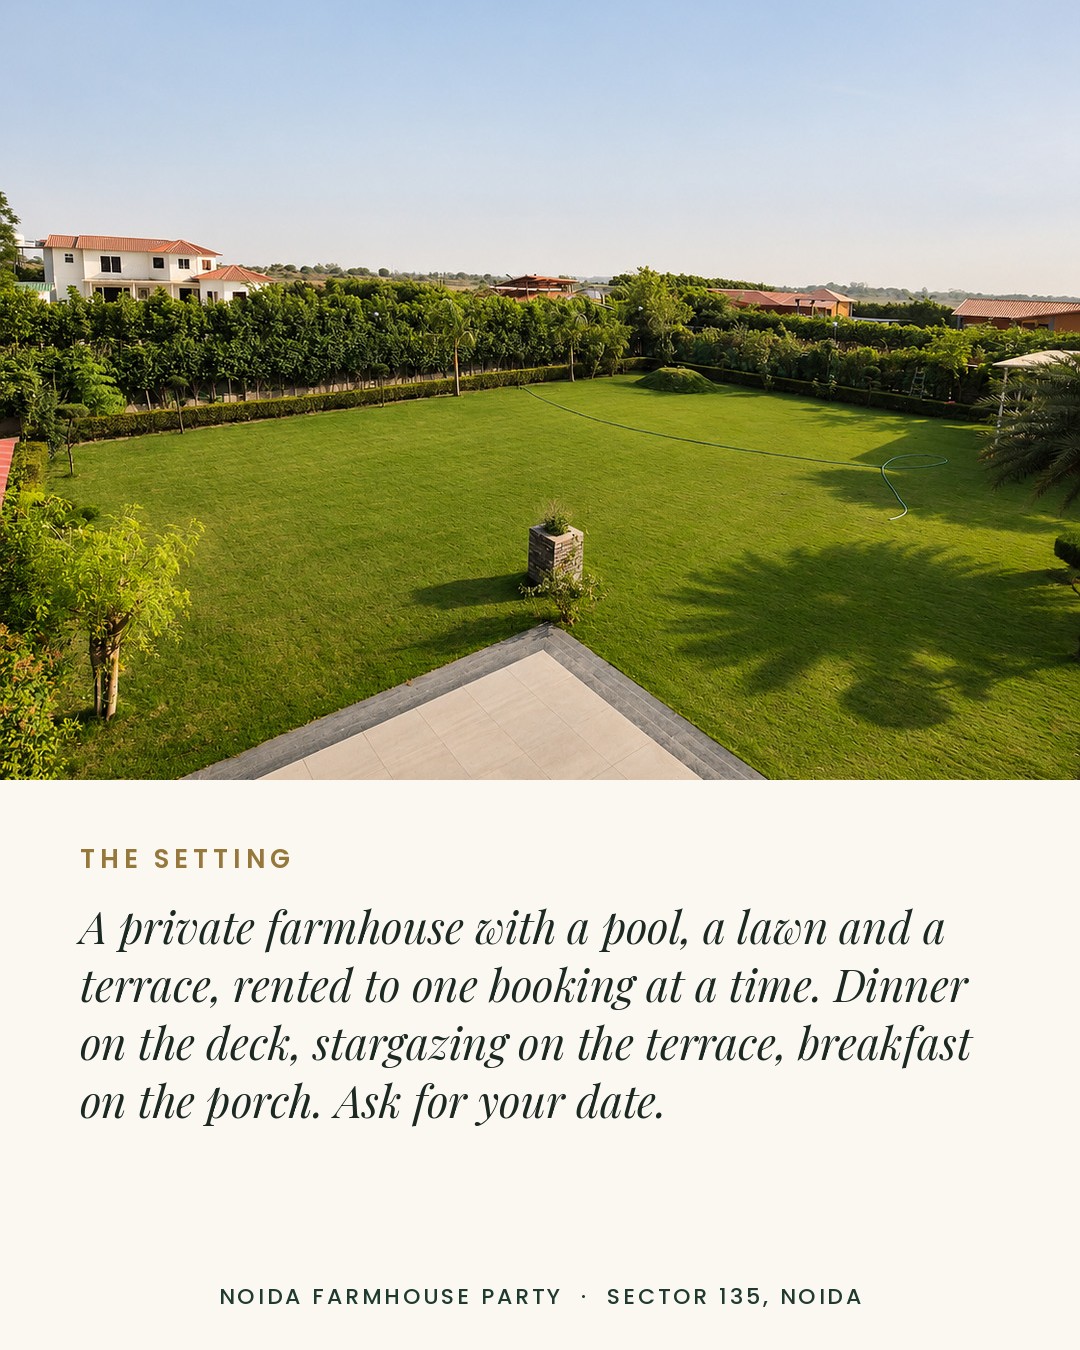 THE SETTING
A private farmhouse with a pool, a lawn and a
terrace, rented to one booking at a time. Dinner
on the deck, stargazing on the terrace, breakfast
on the porch. Ask for your date.
NOIDA FARMHOUSE PARTY · SECTOR 135, NOIDA